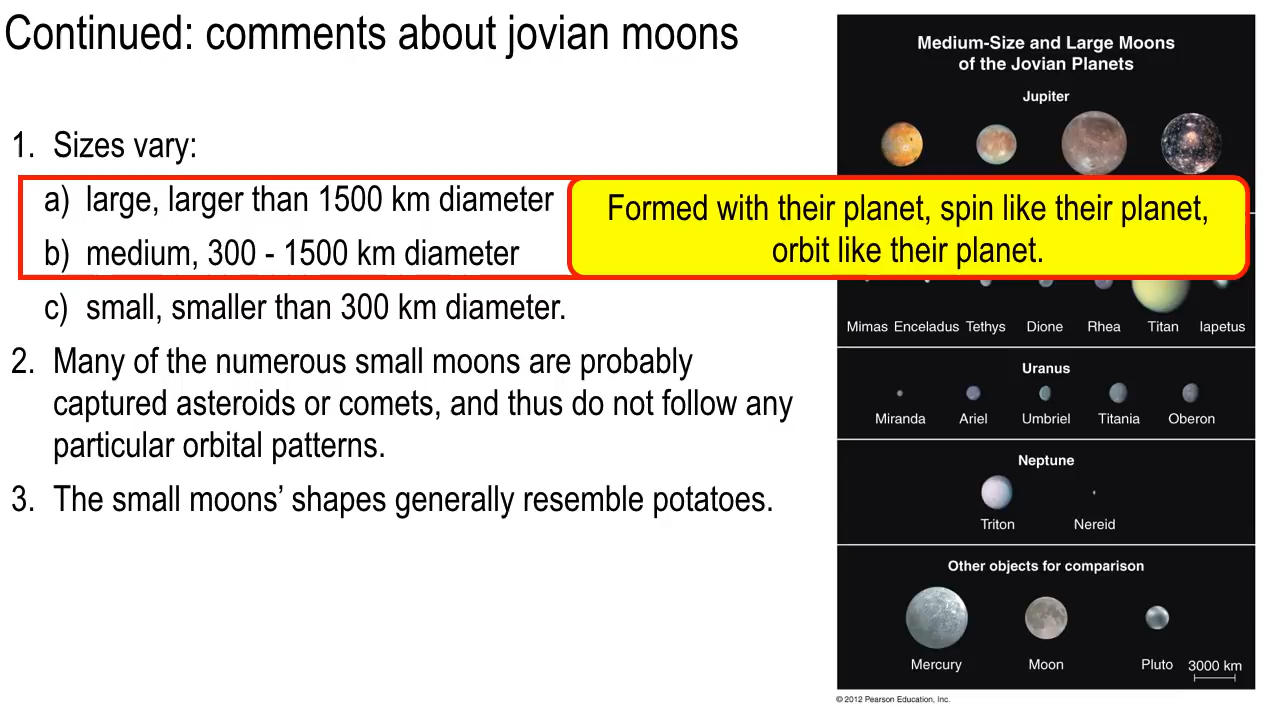 Continued: comments about jovian moons
1. Sizes vary:
a) large, larger than 1500 km diameter
b) medium, 300 - 1500 km diameter
c) small, smaller than 300 km diameter.
2. Many of the numerous small moons are probably
captured asteroids or comets, and thus do not follow any
particular orbital patterns.
3. The small moons’ shapes generally resemble potatoes.
Formed with their planet, spin like their planet,
orbit like their planet.
Medium-Size and Large Moons
of the Jovian Planets
Jupiter
Mimas Enceladus Tethys Dione Rhea Titan Iapetus
Uranus
Miranda Ariel Umbriel Titania Oberon
Neptune
Triton Nereid
Other objects for comparison
Mercury Moon Pluto 3000 km
© 2012 Pearson Education, Inc.